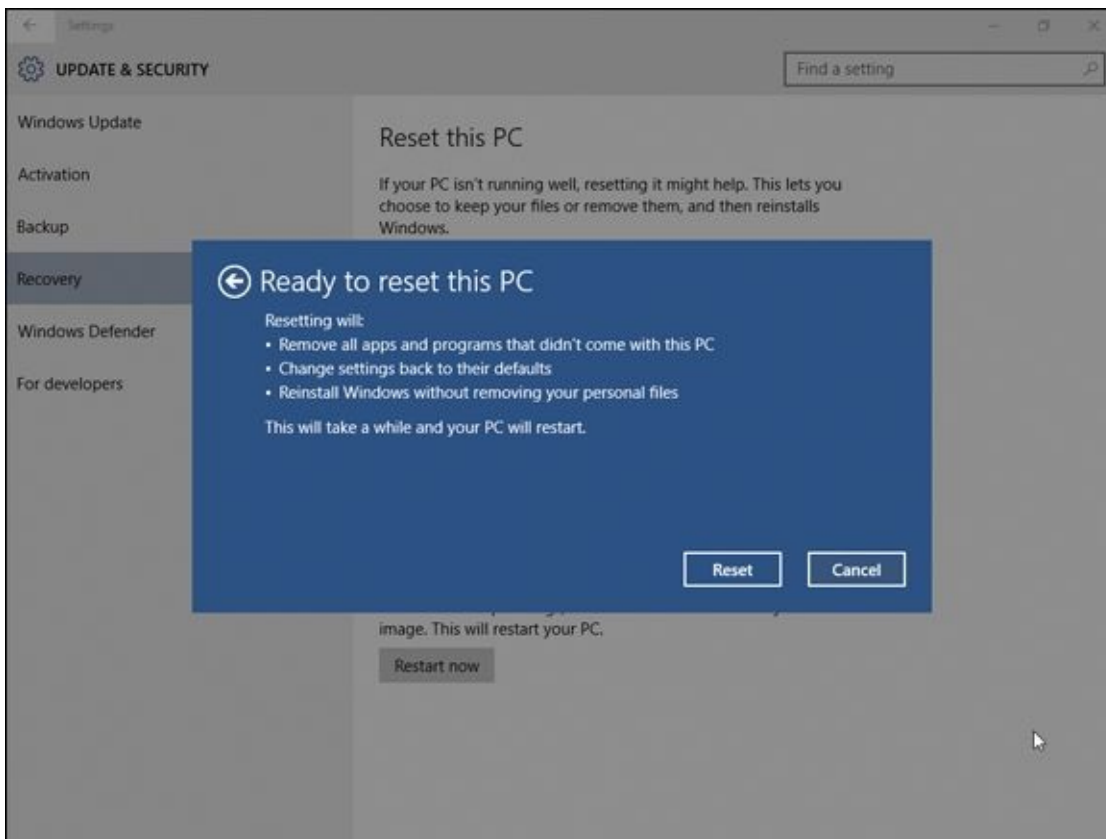 Settings
UPDATE & SECURITY
Find a setting
Windows Update
Activation
Backup
Recovery
Windows Defender
For developers
Reset this PC
If your PC isn't running well, resetting it might help. This lets you
choose to keep your files or remove them, and then reinstalls
Windows.
Ready to reset this PC
Resetting will:
• Remove all apps and programs that didn't come with this PC
• Change settings back to their defaults
• Reinstall Windows without removing your personal files
This will take a while and your PC will restart.
Reset
Cancel
image. This will restart your PC.
Restart now